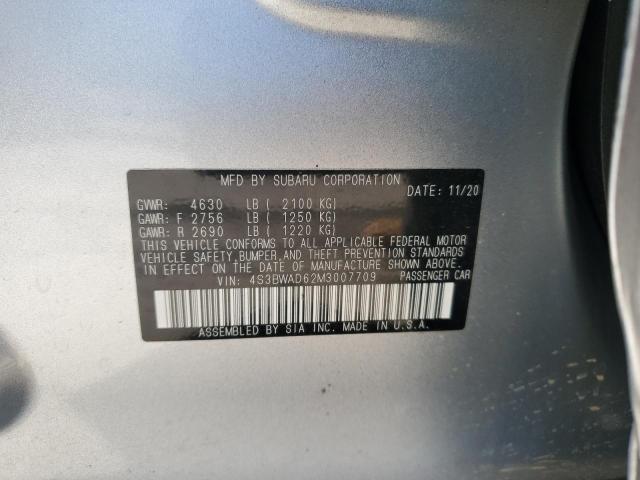 MFD BY SUBARU CORPORATION
DATE: 11/20
GVWR: 4630 LB ( 2100 KG)
GAWR: F 2756 LB ( 1250 KG)
GAWR: R 2690 LB ( 1220 KG)
THIS VEHICLE CONFORMS TO ALL APPLICABLE FEDERAL MOTOR
VEHICLE SAFETY, BUMPER, AND THEFT PREVENTION
STANDARDS IN EFFECT ON THE DATE OF MANUFACTURE SHOWN ABOVE.
VIN: 4S3BWAD62M3007709 PASSENGER CAR
ASSEMBLED BY SIA INC. MADE IN U.S.A.